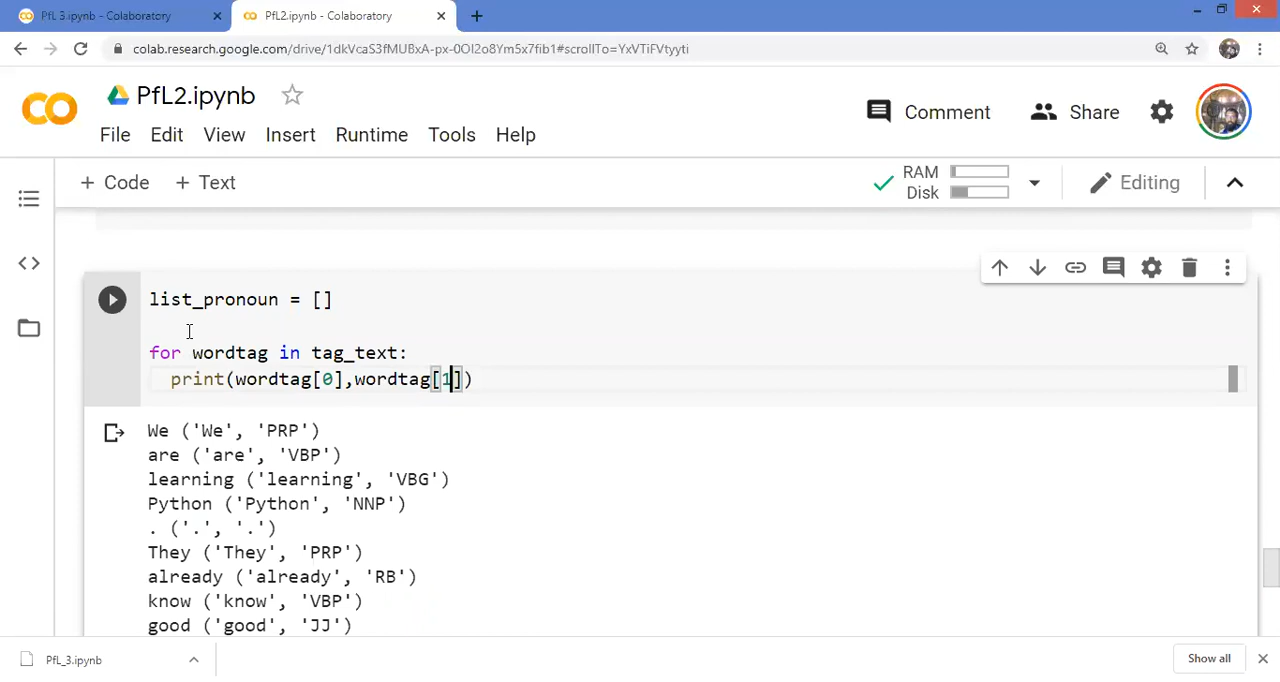 PfL 3.ipynb - Colaboratory
PfL2.ipynb - Colaboratory
colab.research.google.com/drive/1dkVcaS3fMUBxA-px-0Ol2o8Ym5x7fib1#scrollTo=YxVTiFVtyyti
PfL2.ipynb
File Edit View Insert Runtime Tools Help
Comment
Share
+ Code + Text
RAM
Disk
Editing
list_pronoun = []
for wordtag in tag_text:
print(wordtag[0],wordtag[1])
We ('We', 'PRP')
are ('are', 'VBP')
learning ('learning', 'VBG')
Python ('Python', 'NNP')
. ('.', '.')
They ('They', 'PRP')
already ('already', 'RB')
know ('know', 'VBP')
good ('good', 'JJ')
PfL_3.ipynb
Show all